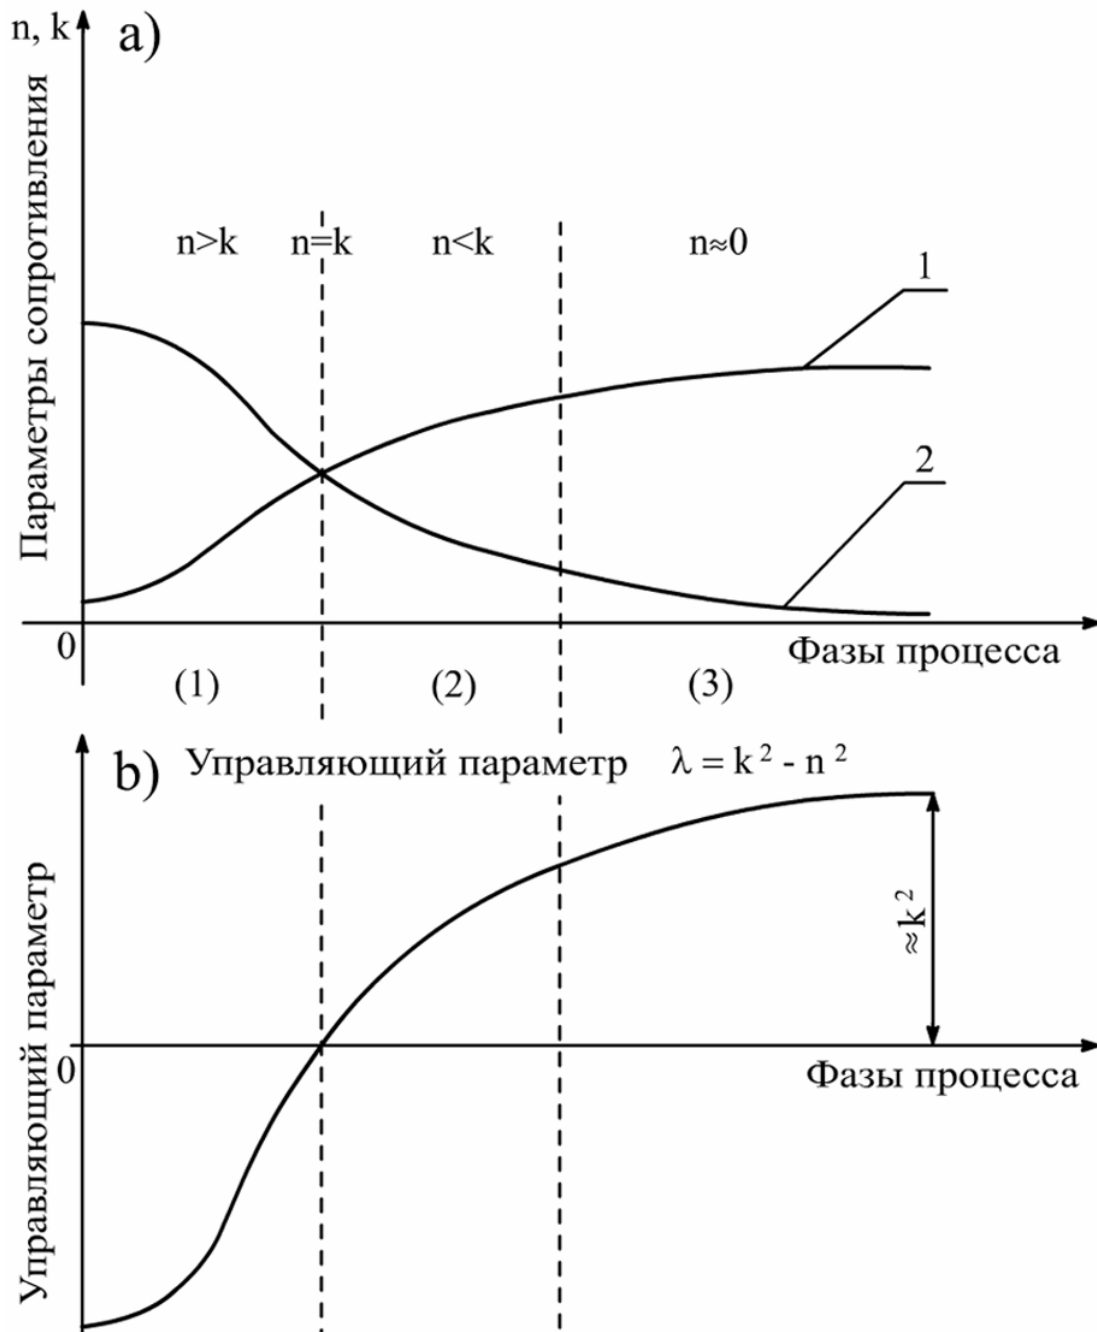 n, k
a)
Параметры сопротивления
n>k
n=k
n<k
n≈0
1
2
0
Фазы процесса
(1)
(2)
(3)
b)
Управляющий параметр λ = k² - n²
Управляющий параметр
≈k²
0
Фазы процесса